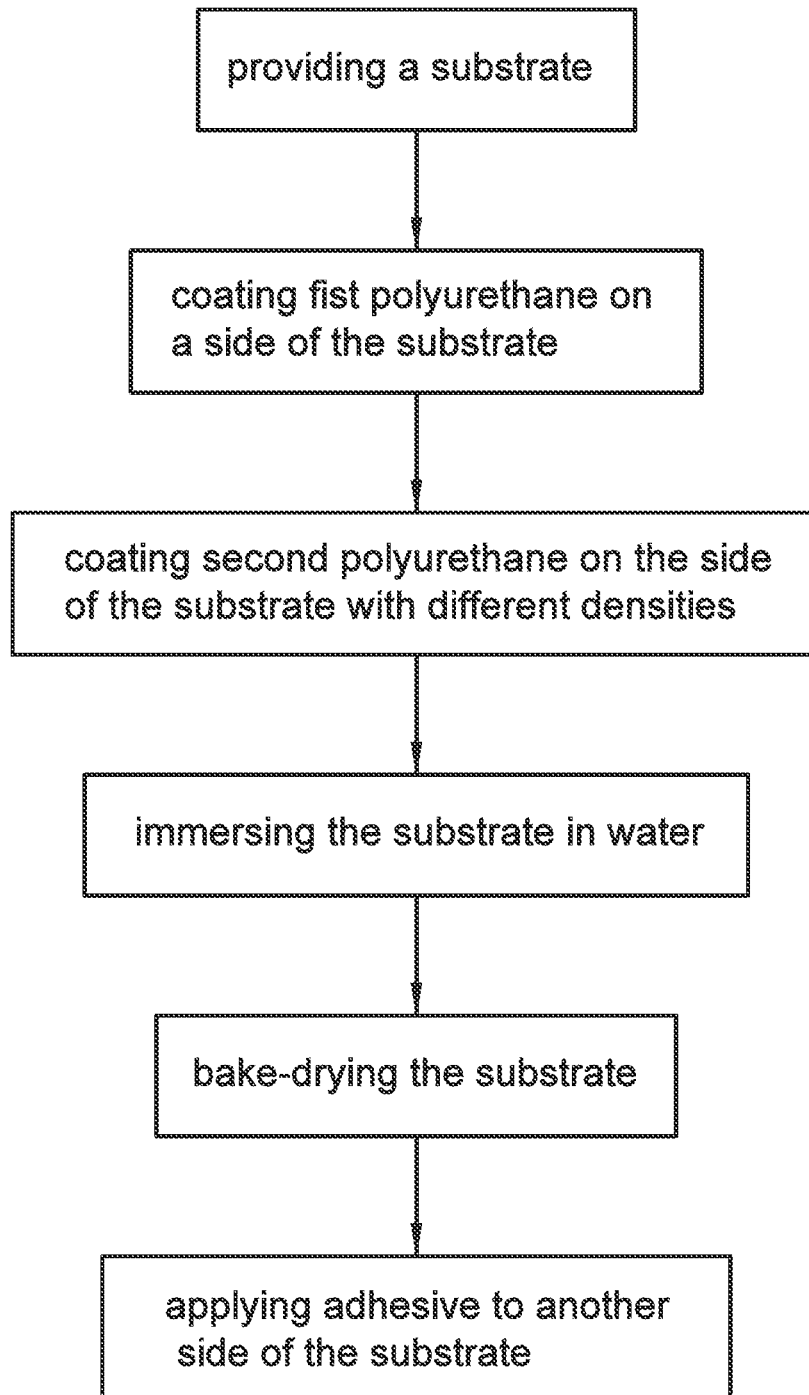 providing a substrate
coating fist polyurethane on
a side of the substrate
coating second polyurethane on the side
of the substrate with different densities
immersing the substrate in water
bake-drying the substrate
applying adhesive to another
side of the substrate